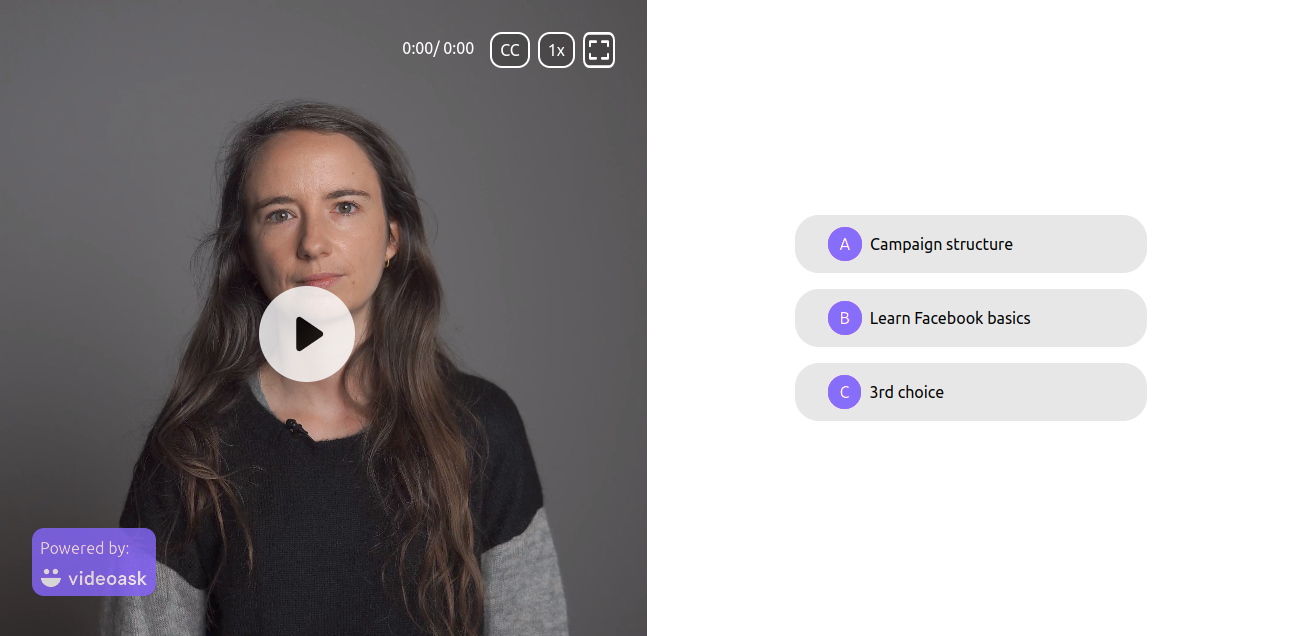 0:00/ 0:00 CC 1x
A Campaign structure
B Learn Facebook basics
C 3rd choice
Powered by:
videoask